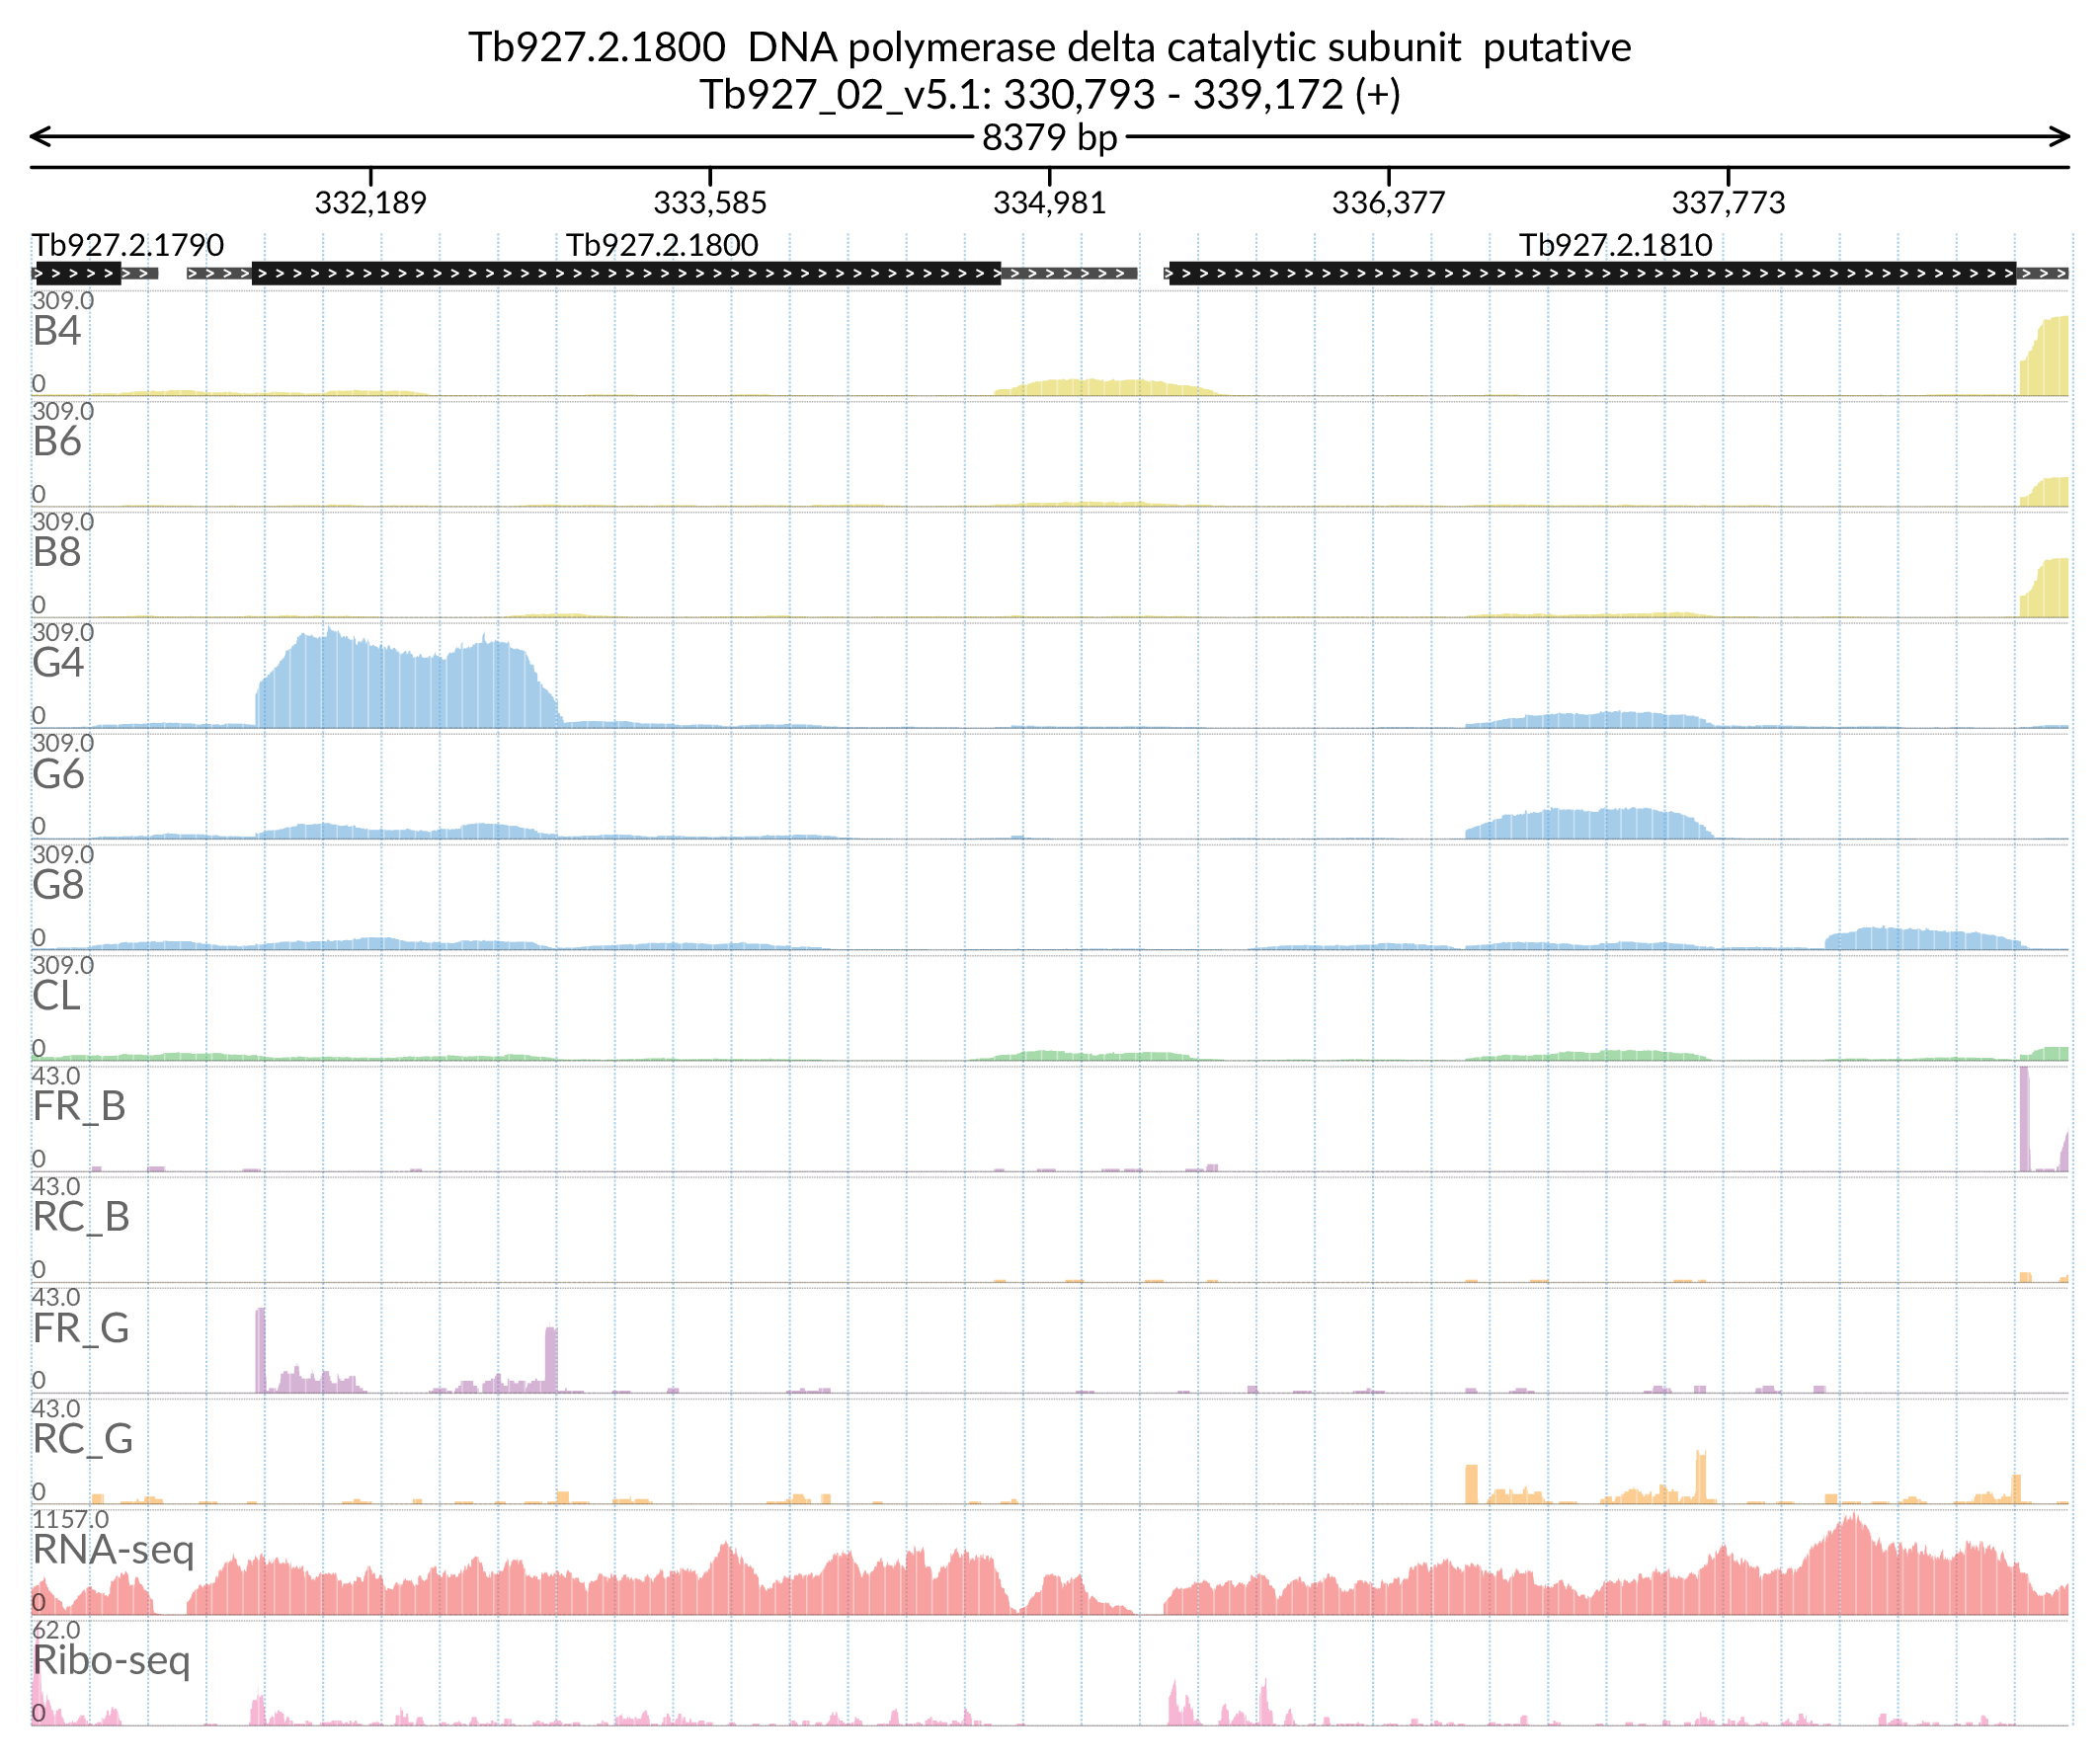 Tb927.2.1800  DNA polymerase delta catalytic subunit  putative
Tb927_02_v5.1: 330,793 - 339,172 (+)
8379 bp
332,189 333,585 334,981 336,377 337,773
Tb927.2.1790 Tb927.2.1800 Tb927.2.1810
309.0
B4
0
309.0
B6
0
309.0
B8
0
309.0
G4
0
309.0
G6
0
309.0
G8
0
309.0
CL
0
43.0
FR_B
0
43.0
RC_B
0
43.0
FR_G
0
43.0
RC_G
0
1157.0
RNA-seq
0
62.0
Ribo-seq
0